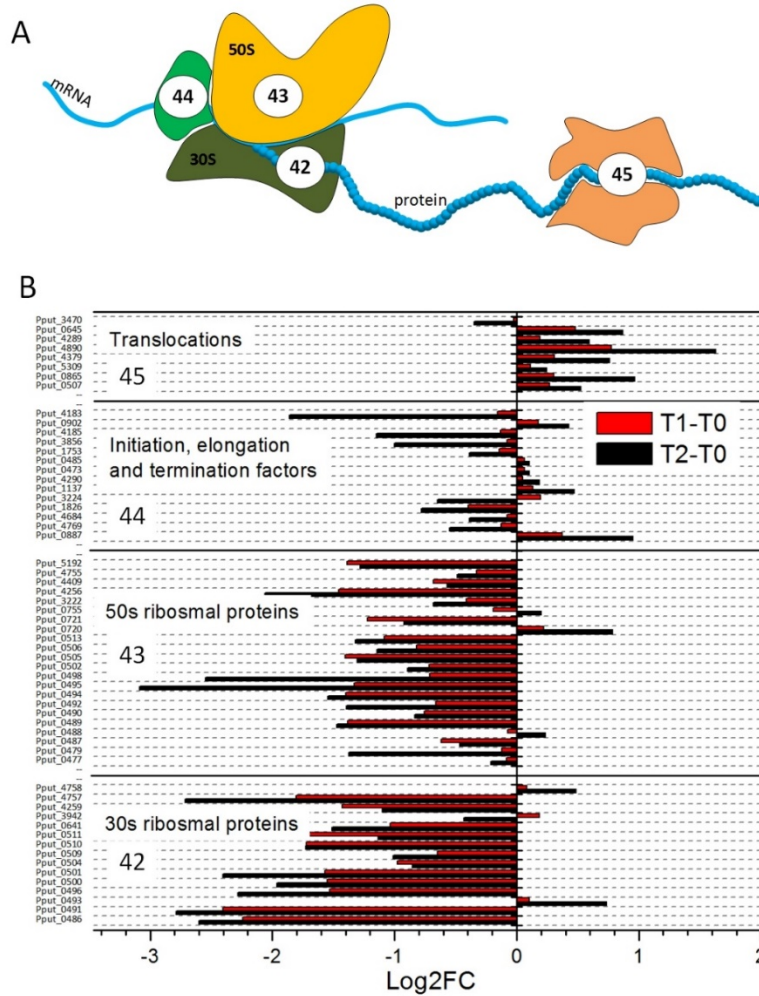 A
50S
mRNA
44
43
30S
42
45
protein
B
Pput_3470
Pput_0645
Pput_4289
Pput_4890
Pput_4379
Pput_5309
Pput_0865
Pput_0507
Translocations
45
Pput_4183
Pput_0902
Pput_4185
Pput_3856
Pput_1753
Pput_0485
Pput_0473
Pput_4290
Pput_1137
Pput_3224
Pput_1826
Pput_4684
Pput_4769
Pput_0887
Initiation, elongation
and termination factors
44
T1-T0
T2-T0
Pput_5192
Pput_4755
Pput_4409
Pput_4256
Pput_3222
Pput_0755
Pput_0721
Pput_0720
Pput_0513
Pput_0506
Pput_0505
Pput_0502
Pput_0498
Pput_0495
Pput_0494
Pput_0492
Pput_0490
Pput_0489
Pput_0488
Pput_0487
Pput_0479
Pput_0477
50s ribosmal proteins
43
Pput_4758
Pput_4757
Pput_4259
Pput_3942
Pput_0641
Pput_0511
Pput_0510
Pput_0509
Pput_0504
Pput_0501
Pput_0500
Pput_0496
Pput_0493
Pput_0491
Pput_0486
30s ribosmal proteins
42
-3 -2 -1 0 1 2
Log2FC